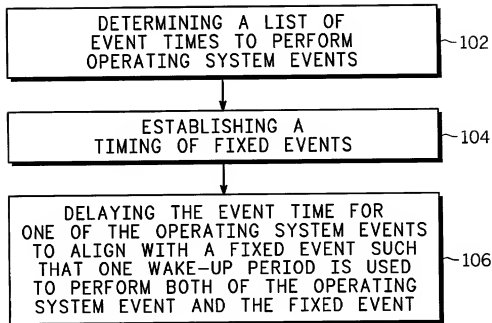 DETERMINING A LIST OF
EVENT TIMES TO PERFORM
OPERATING SYSTEM EVENTS
102
ESTABLISHING A
TIMING OF FIXED EVENTS
104
DELAYING THE EVENT TIME FOR
ONE OF THE OPERATING SYSTEM EVENTS
TO ALIGN WITH A FIXED EVENT SUCH
THAT ONE WAKE-UP PERIOD IS USED
TO PERFORM BOTH OF THE OPERATING
SYSTEM EVENT AND THE FIXED EVENT
106